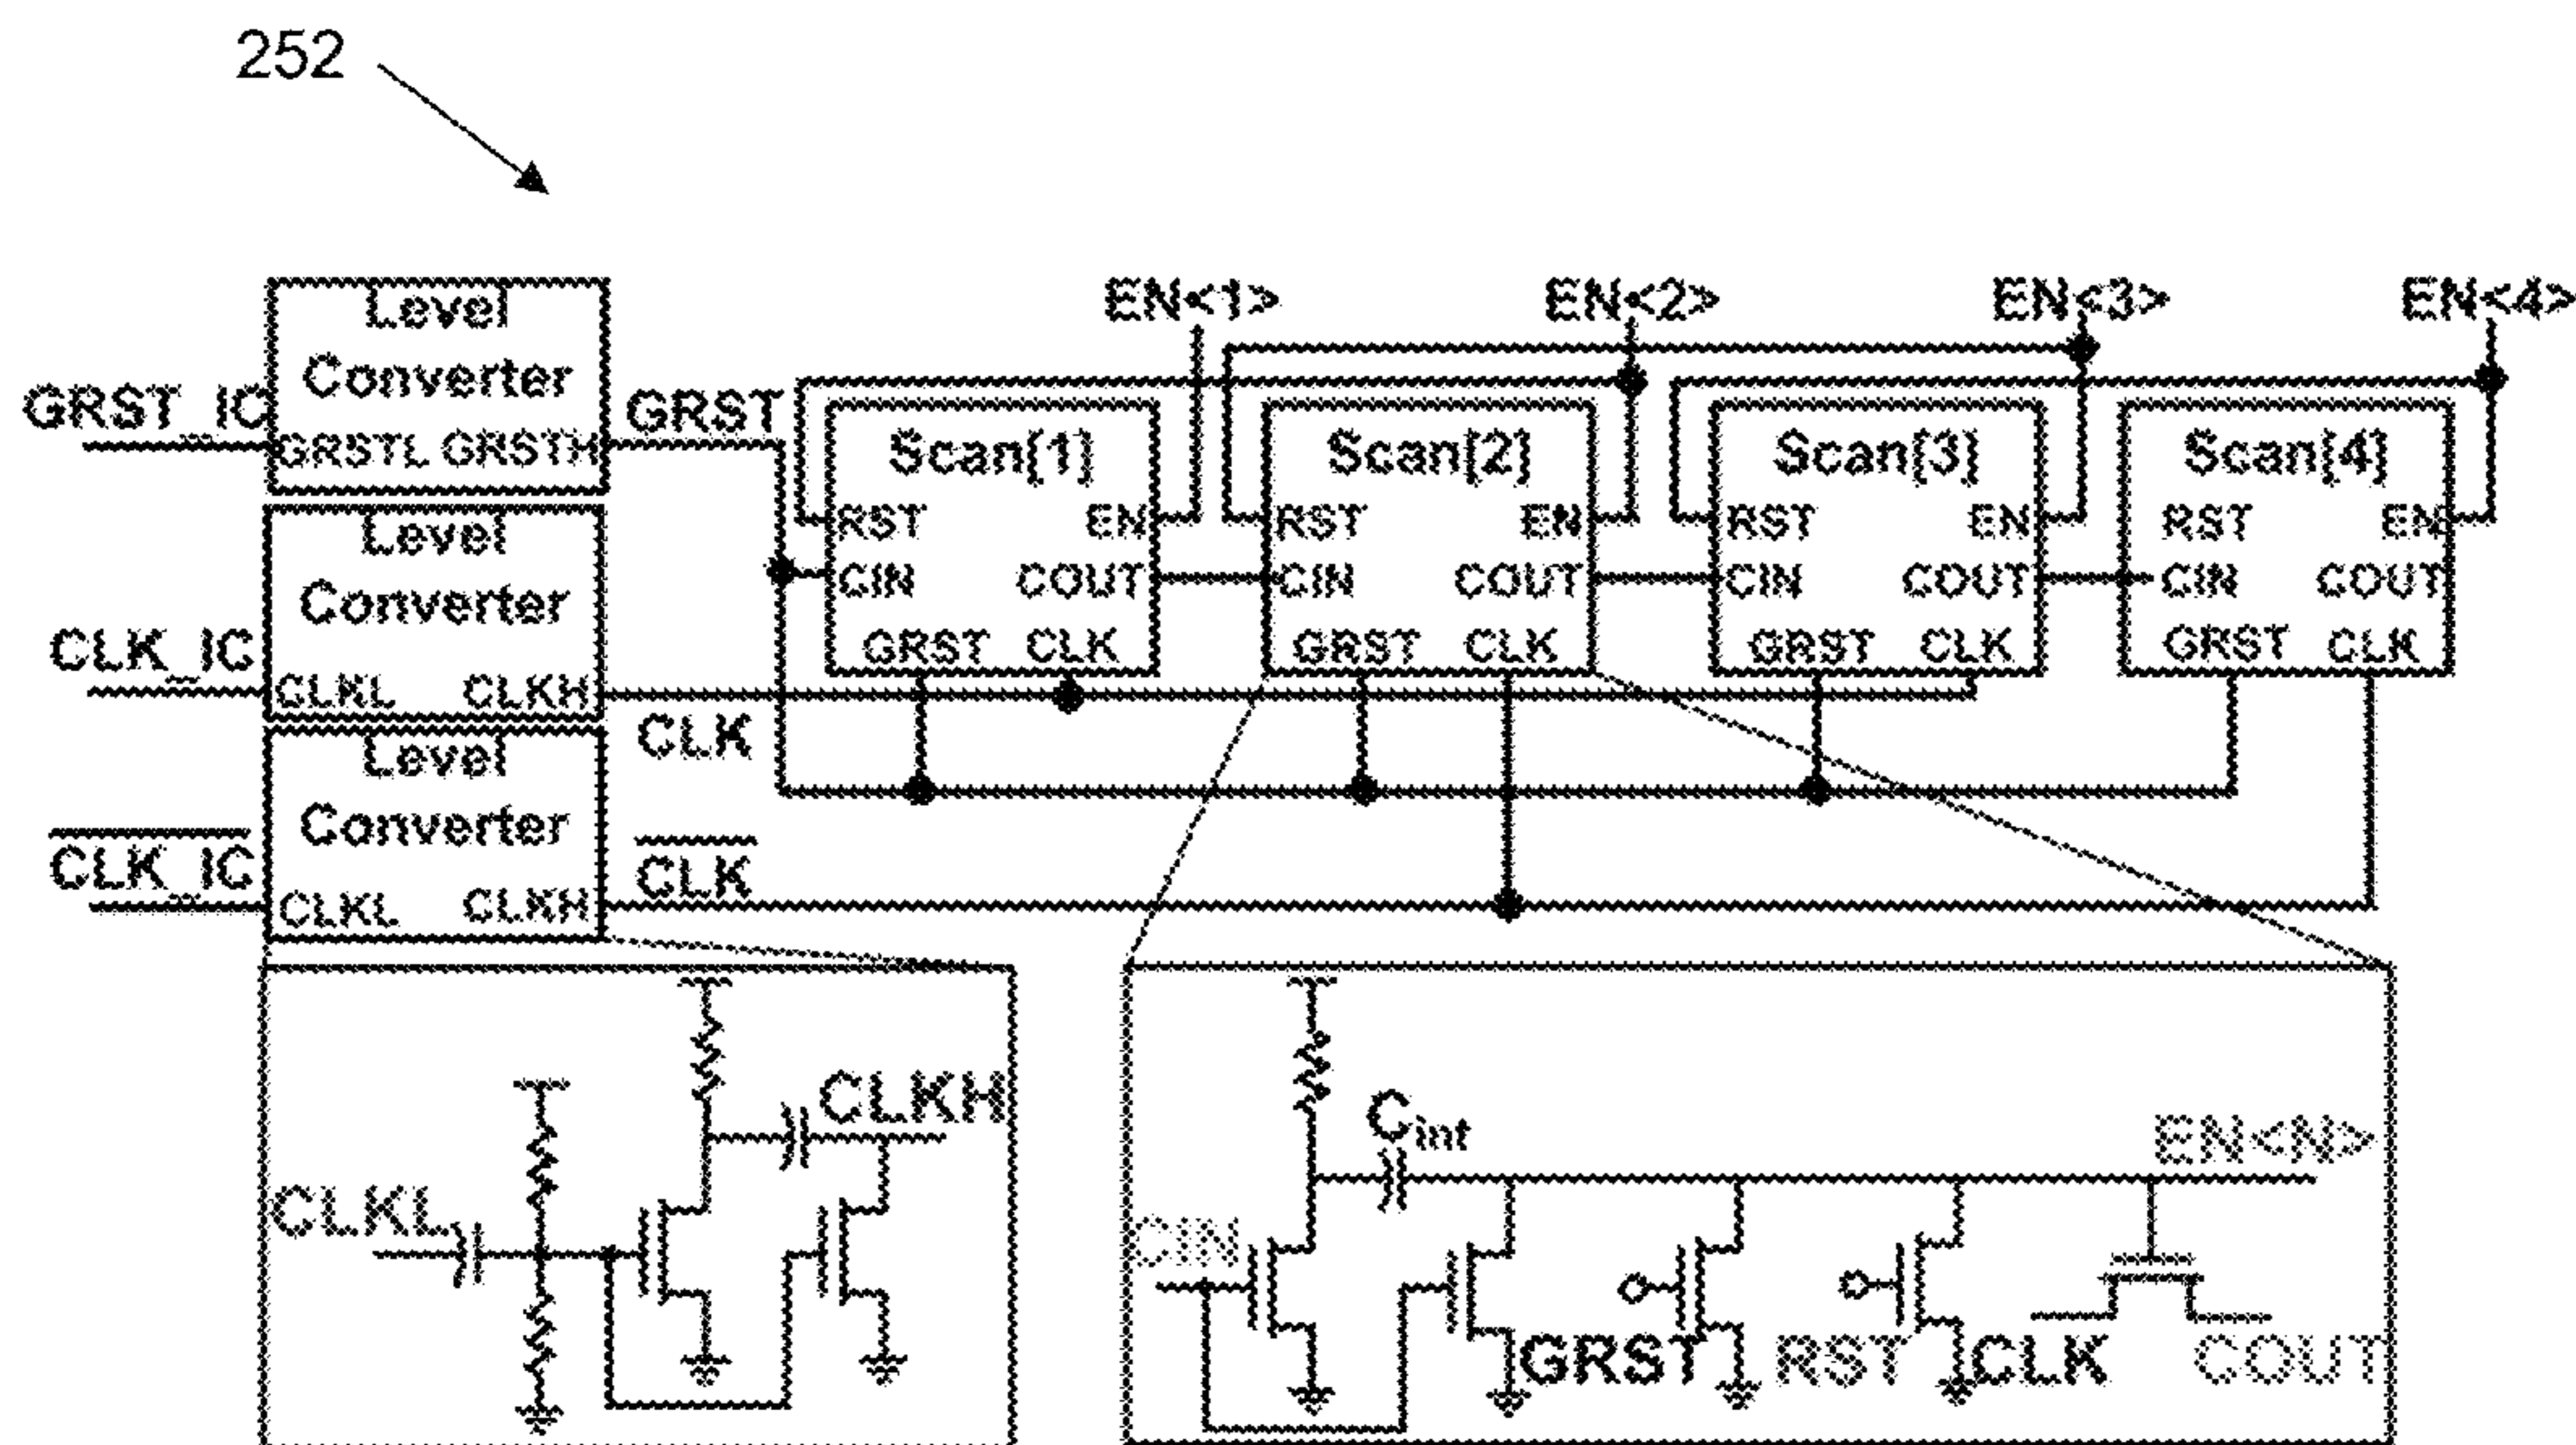 252
EN<1>
EN<2>
EN<3>
EN<4>
Level
Converter
GRST_IC
GRSTL GRSTH
GRST
Level
Converter
CLK_IC
CLKL CLKH
CLK
Level
Converter
CLK_IC
CLKL CLKH
CLK
Scan[1]
RST EN
CIN COUT
GRST CLK
Scan[2]
RST EN
CIN COUT
GRST CLK
Scan[3]
RST EN
CIN COUT
GRST CLK
Scan[4]
RST EN
CIN COUT
GRST CLK
CLKH
CLKL
Cint
EN<N>
CIN
GRST RST CLK COUT